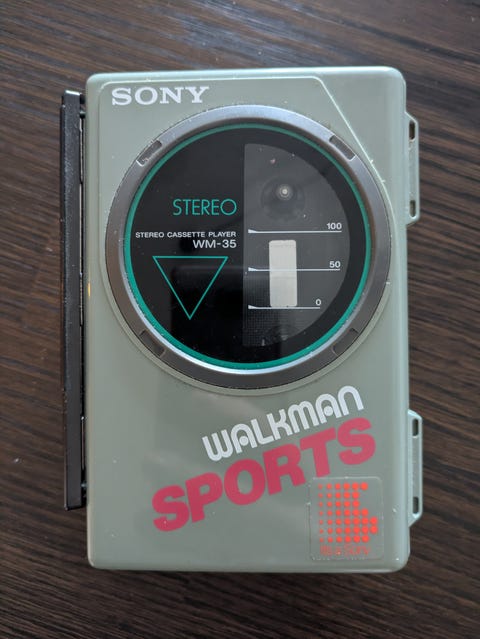 SONY
STEREO
STEREO CASSETTE PLAYER
WM-35
100
50
0
WALKMAN
SPORTS